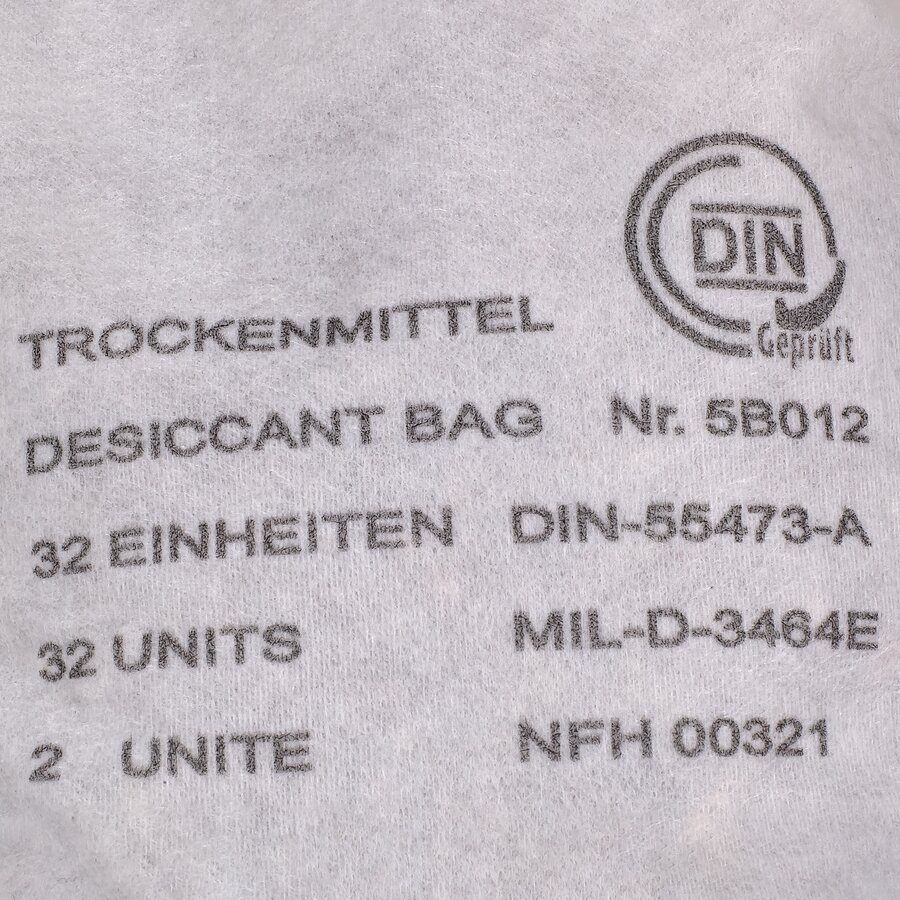 DIN
Geprüft
TROCKENMITTEL
DESICCANT BAG Nr. 5B012
32 EINHEITEN DIN-55473-A
32 UNITS MIL-D-3464E
2 UNITE NFH 00321